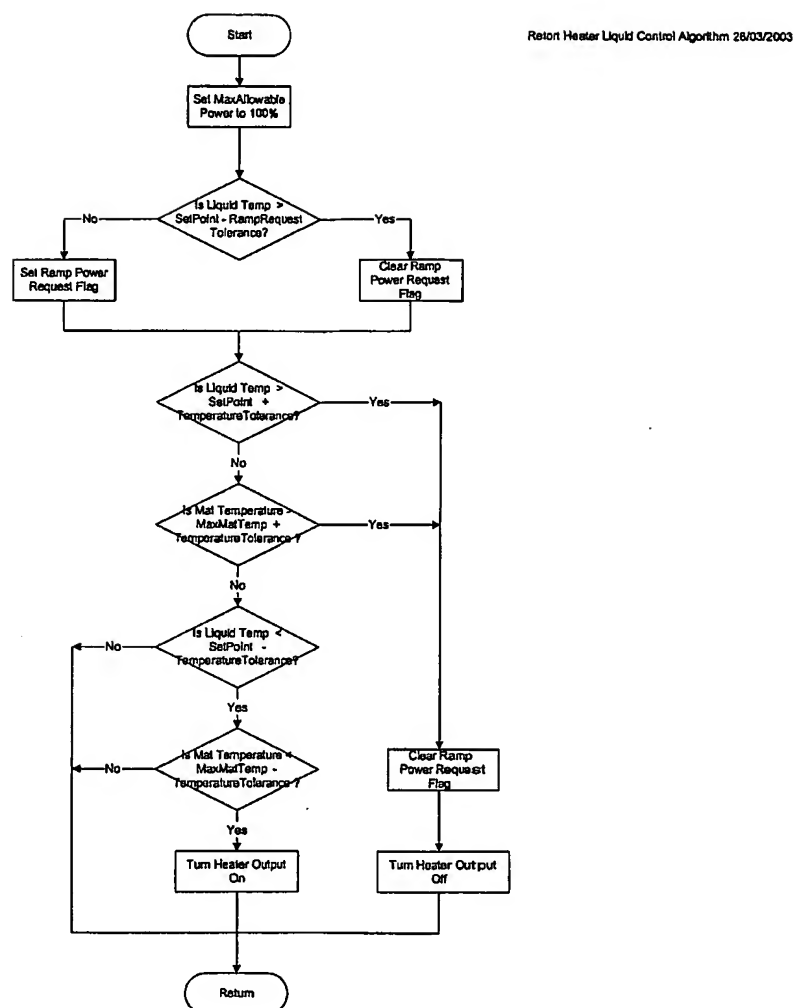 Start
Retort Heater Liquid Control Algorithm 26/03/2003
Set MaxAllowable
Power to 100%
Is Liquid Temp >
SetPoint - RampRequest
Tolerance?
No
Yes
Set Ramp Power
Request Flag
Clear Ramp
Power Request
Flag
Is Liquid Temp >
SetPoint +
TemperatureTolerance?
Yes
No
Is Mat Temperature -
MaxMatTemp +
TemperatureTolerance ?
Yes
No
Is Liquid Temp <
SetPoint -
TemperatureTolerance?
No
Yes
Is Mat Temperature <
MaxMatTemp -
TemperatureTolerance ?
No
Clear Ramp
Power Request
Flag
Yes
Turn Heater Output
On
Turn Heater Output
Off
Return